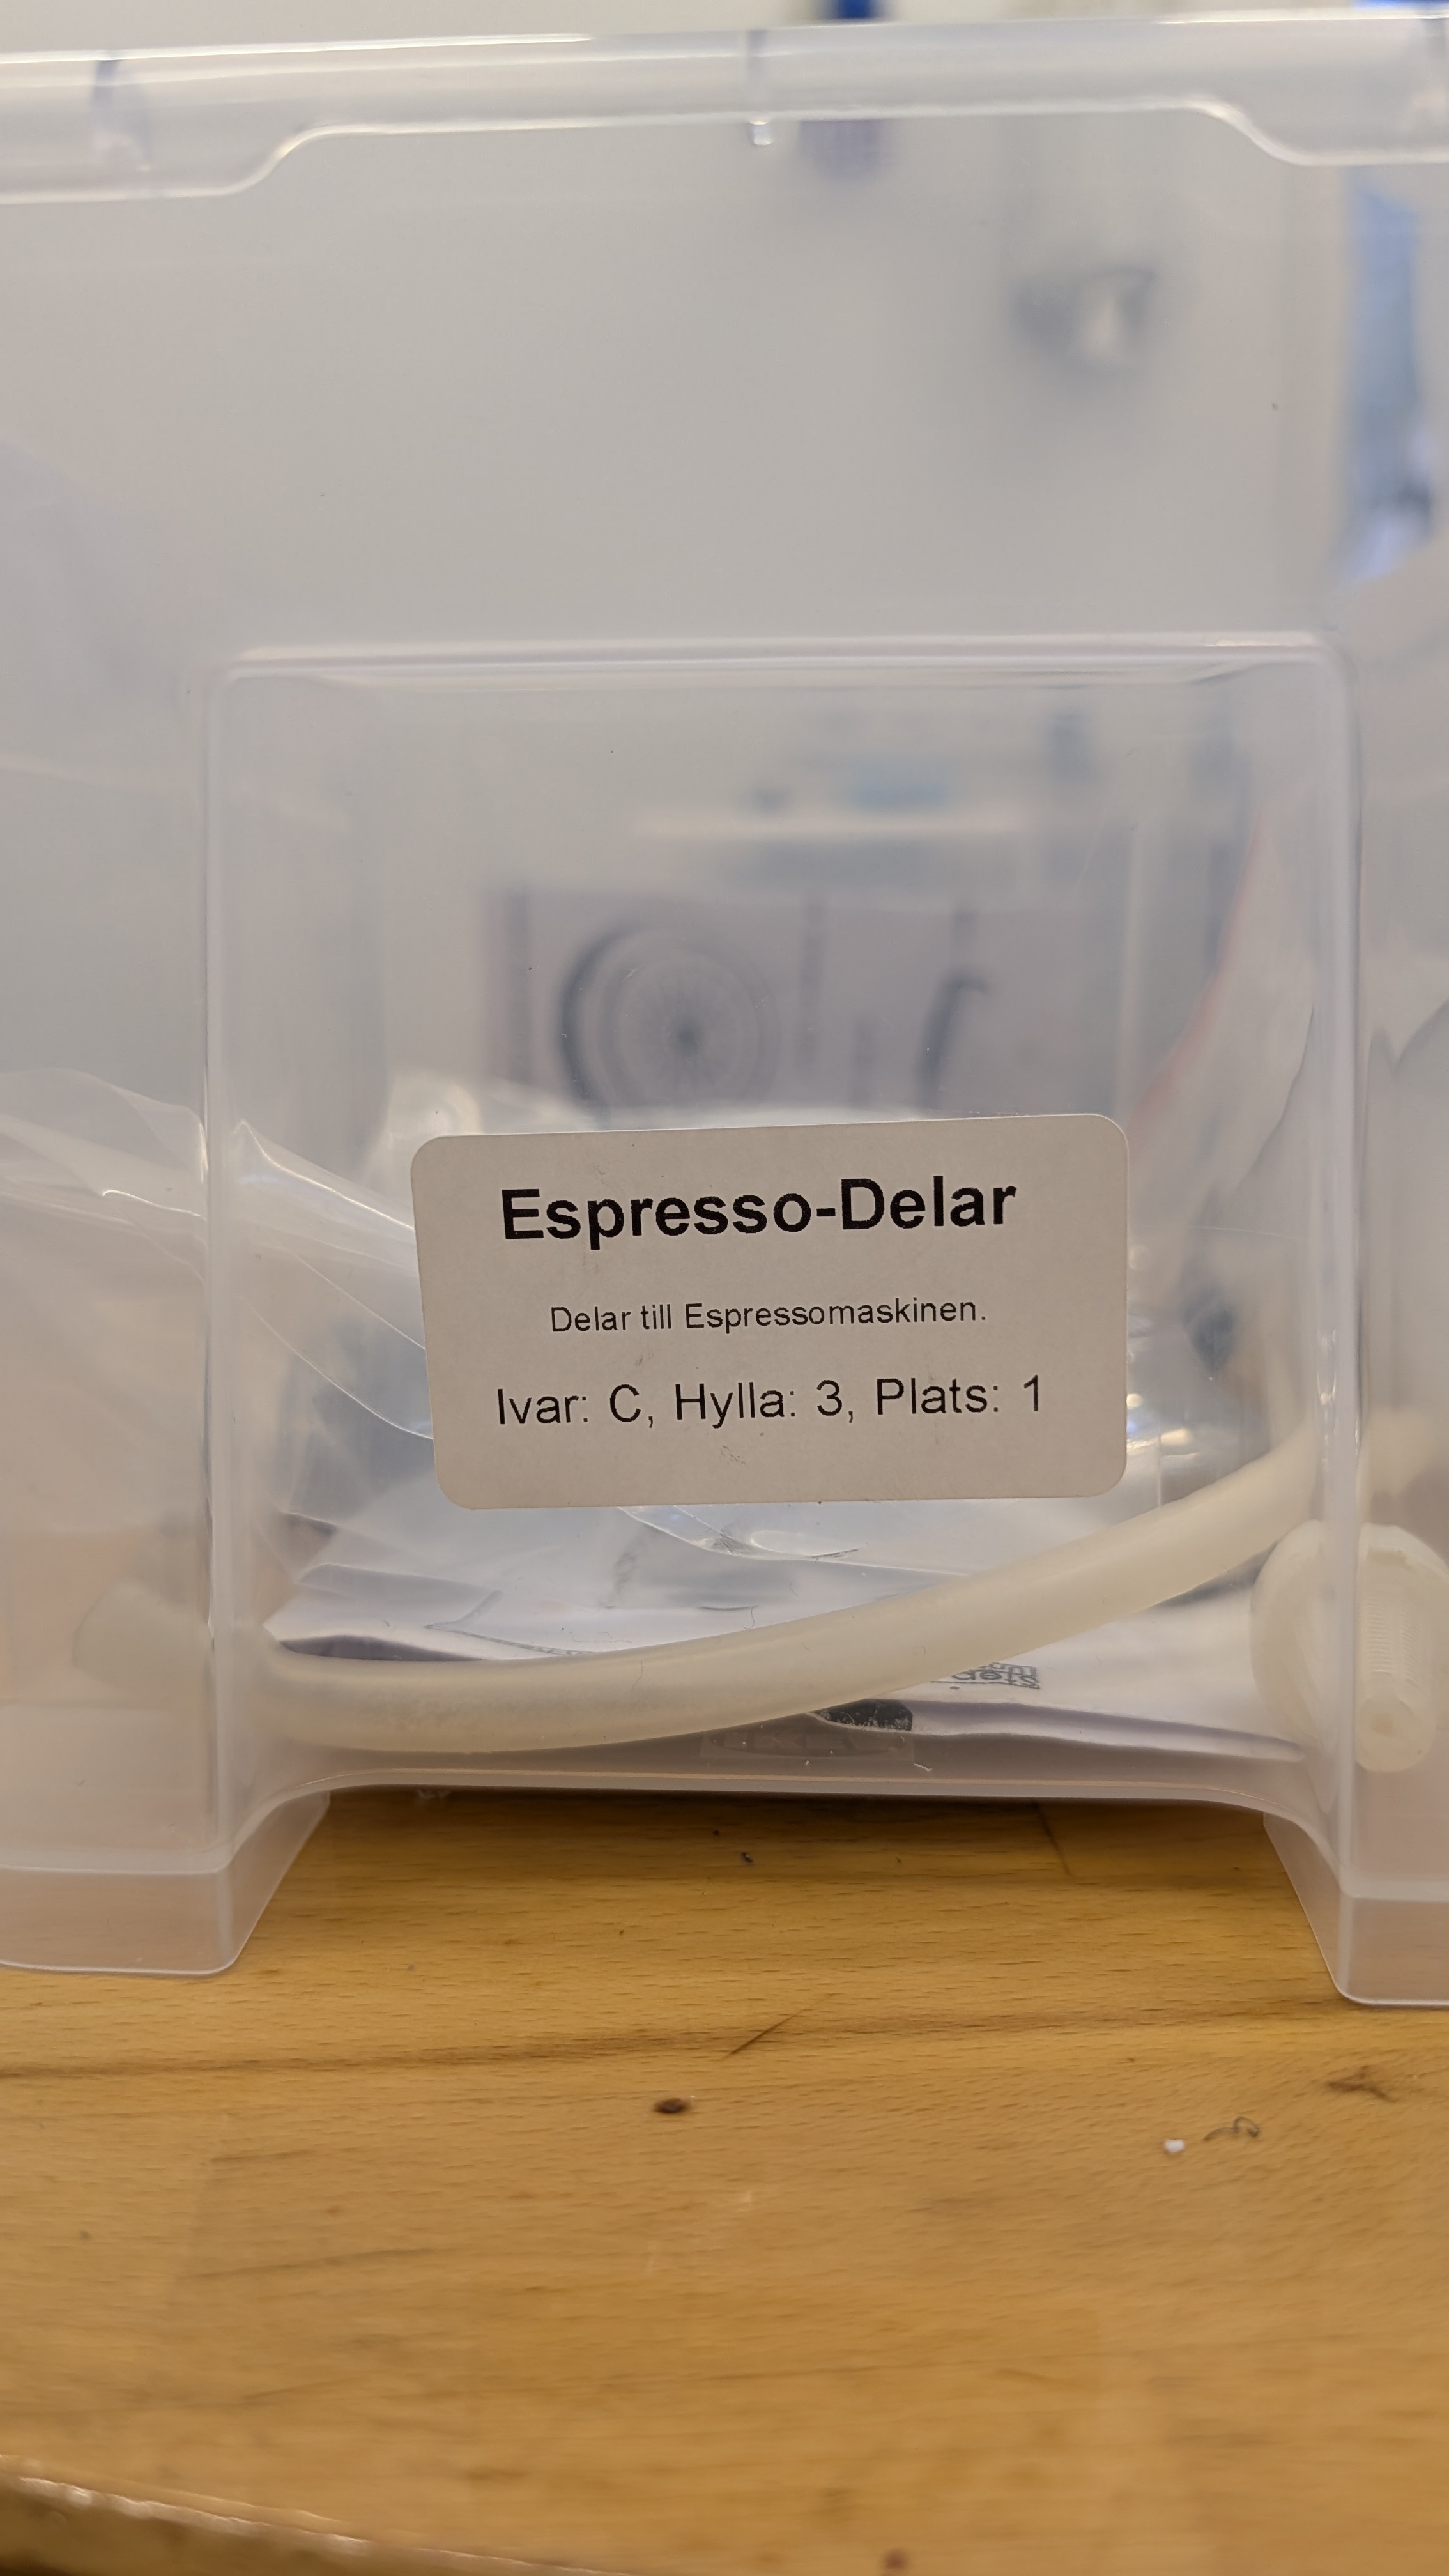 Espresso-Delar
Delar till Espressomaskinen.
Ivar: C, Hylla: 3, Plats: 1